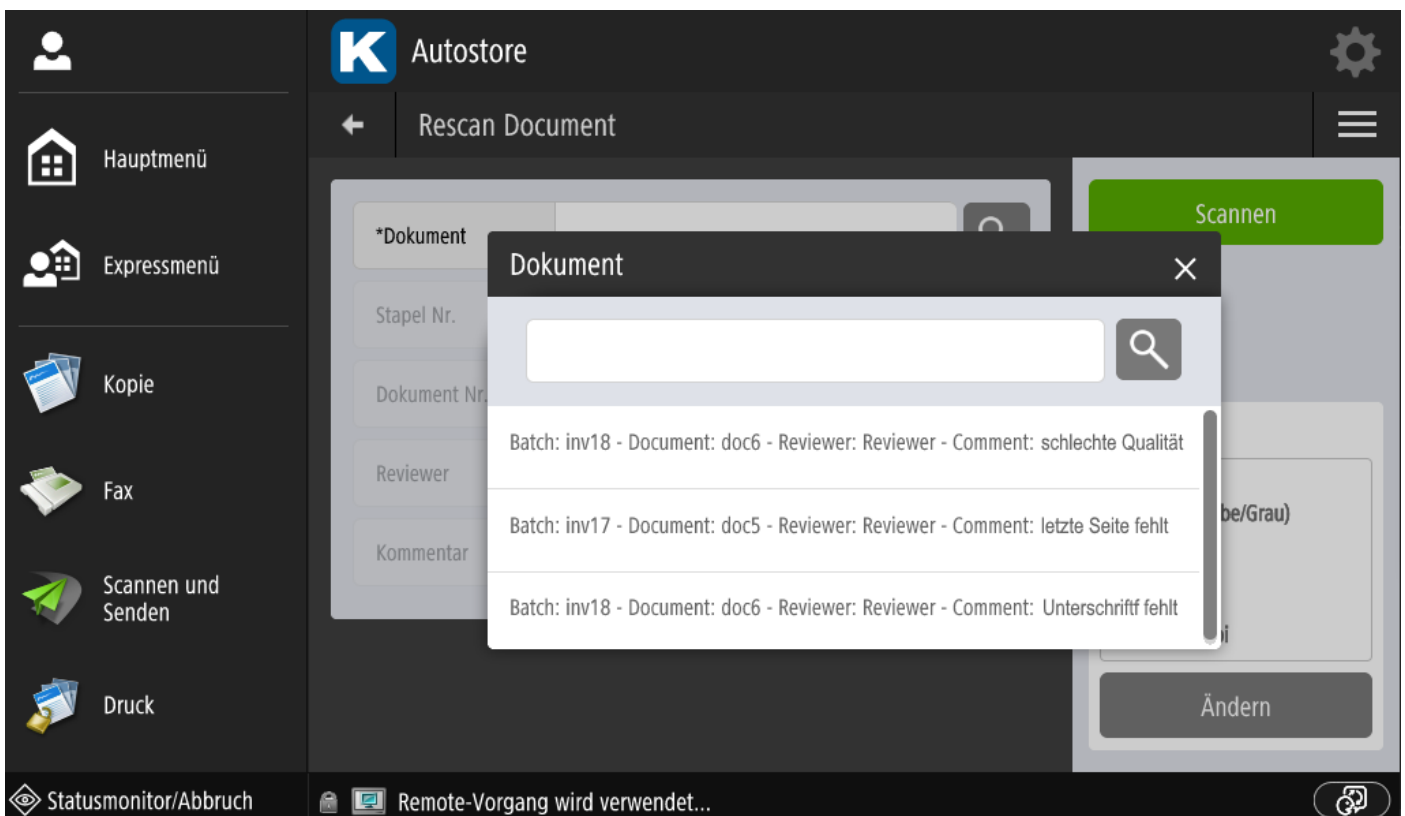 K Autostore
Rescan Document
Hauptmenü
Expressmenü
Kopie
Fax
Scannen und
Senden
Druck
*Dokument
Stapel Nr.
Dokument Nr.
Reviewer
Kommentar
Dokument
Batch: inv18 - Document: doc6 - Reviewer: Reviewer - Comment: schlechte Qualität
Batch: inv17 - Document: doc5 - Reviewer: Reviewer - Comment: letzte Seite fehlt
Batch: inv18 - Document: doc6 - Reviewer: Reviewer - Comment: Unterschriftf fehlt
Scannen
be/Grau)
Ändern
Statusmonitor/Abbruch
Remote-Vorgang wird verwendet...